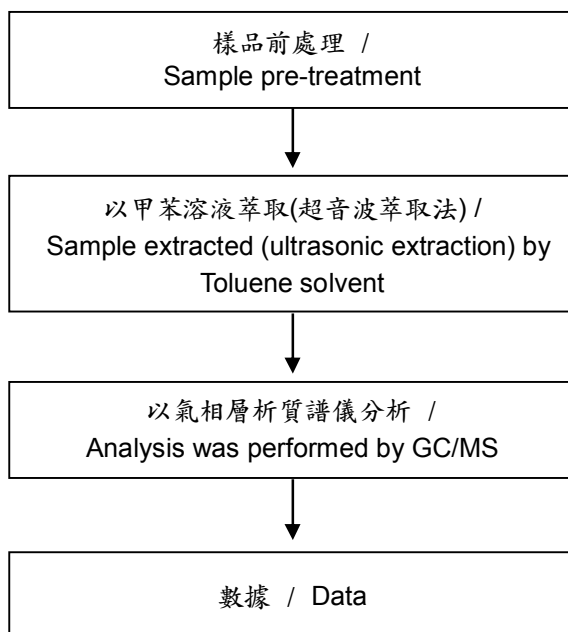 樣品前處理 /
Sample pre-treatment
以甲苯溶液萃取(超音波萃取法) /
Sample extracted (ultrasonic extraction) by
Toluene solvent
以氣相層析質譜儀分析 /
Analysis was performed by GC/MS
數據 / Data